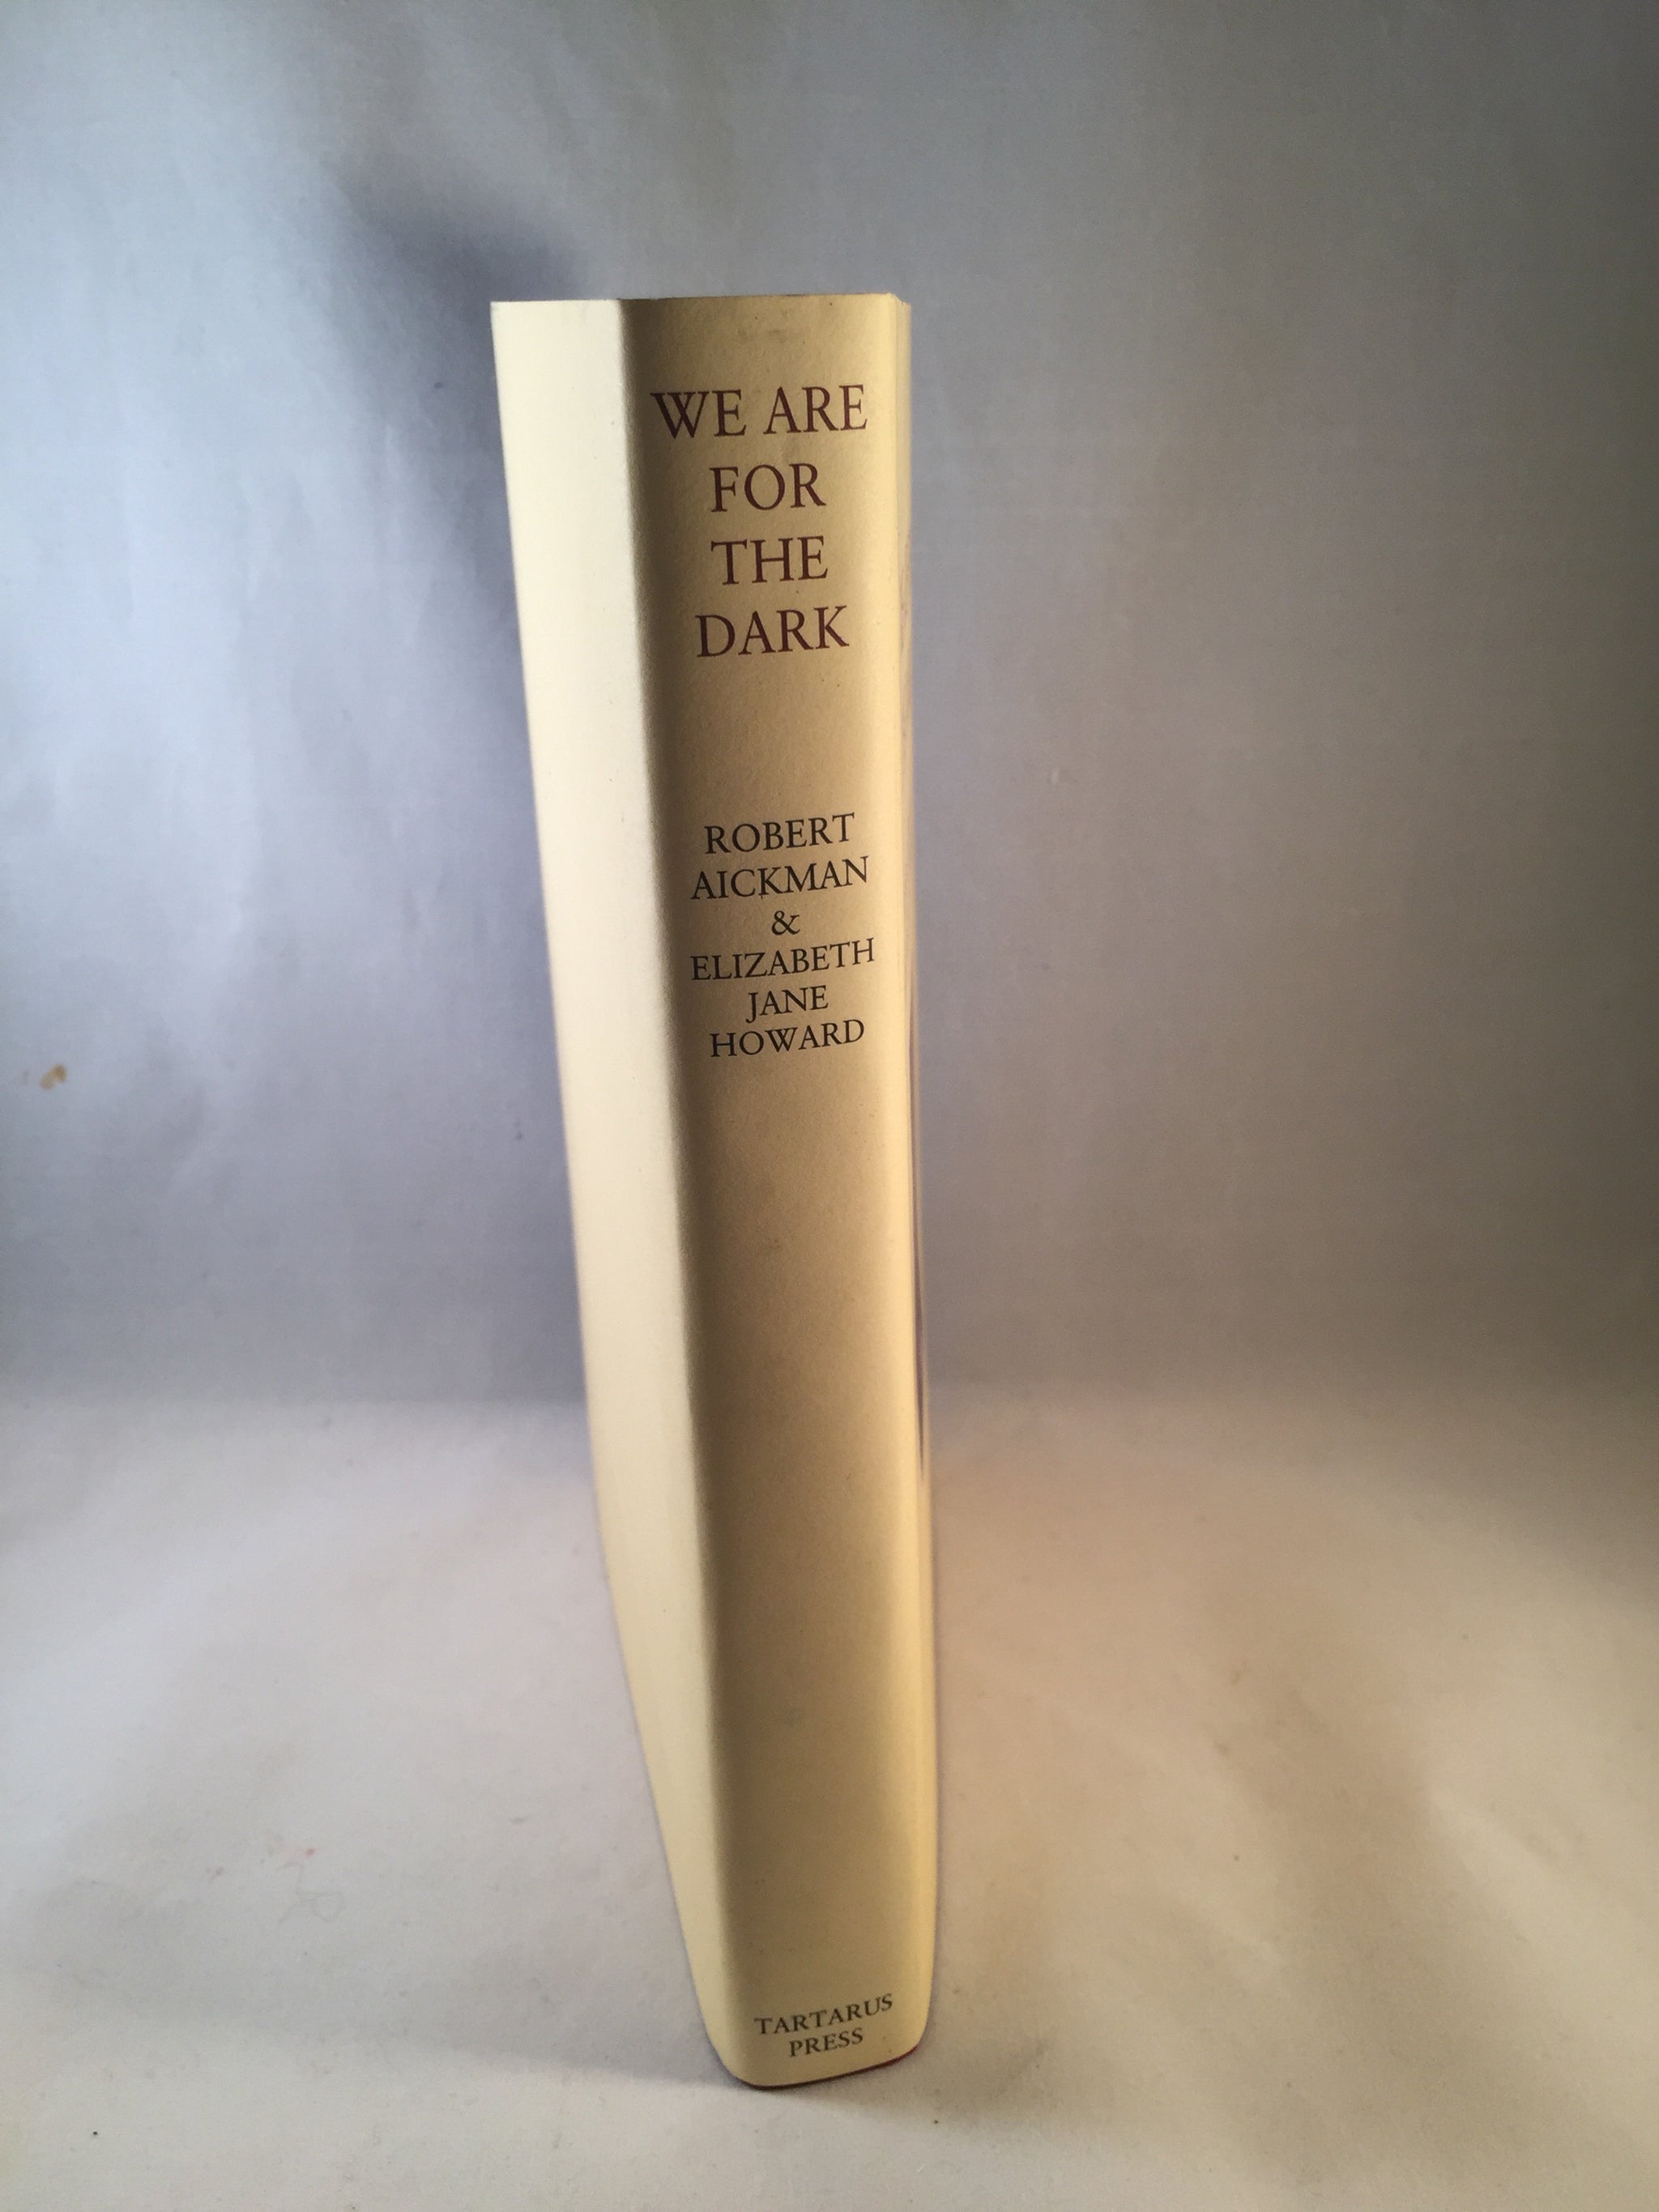 WE ARE
FOR
THE
DARK
ROBERT
AICKMAN
&
ELIZABETH
JANE
HOWARD
TARTARUS
PRESS